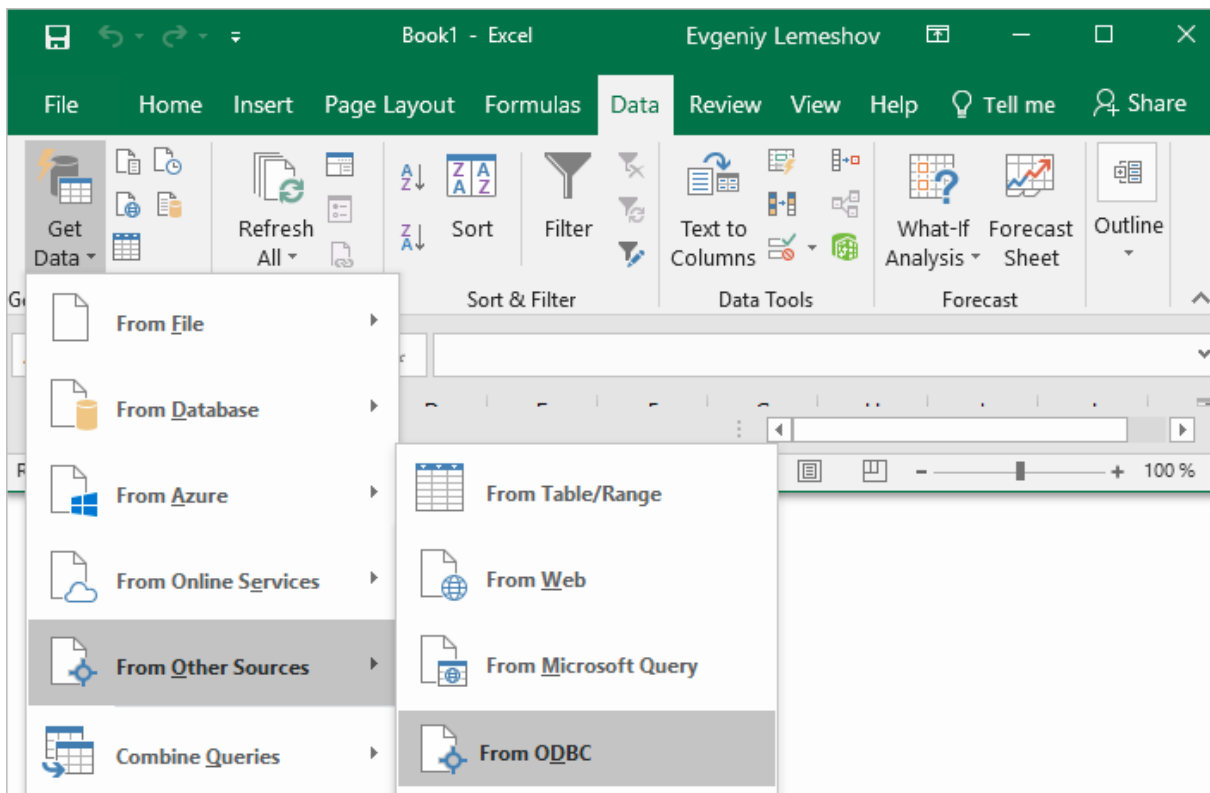 Book1 - Excel
Evgeniy Lemeshov
File Home Insert Page Layout Formulas Data Review View Help Tell me Share
Get Data
Refresh All
Sort
Filter
Text to Columns
What-If Analysis
Forecast Sheet
Outline
Sort & Filter
Data Tools
Forecast
From File
From Database
From Azure
From Online Services
From Other Sources
Combine Queries
From Table/Range
From Web
From Microsoft Query
From ODBC
100 %